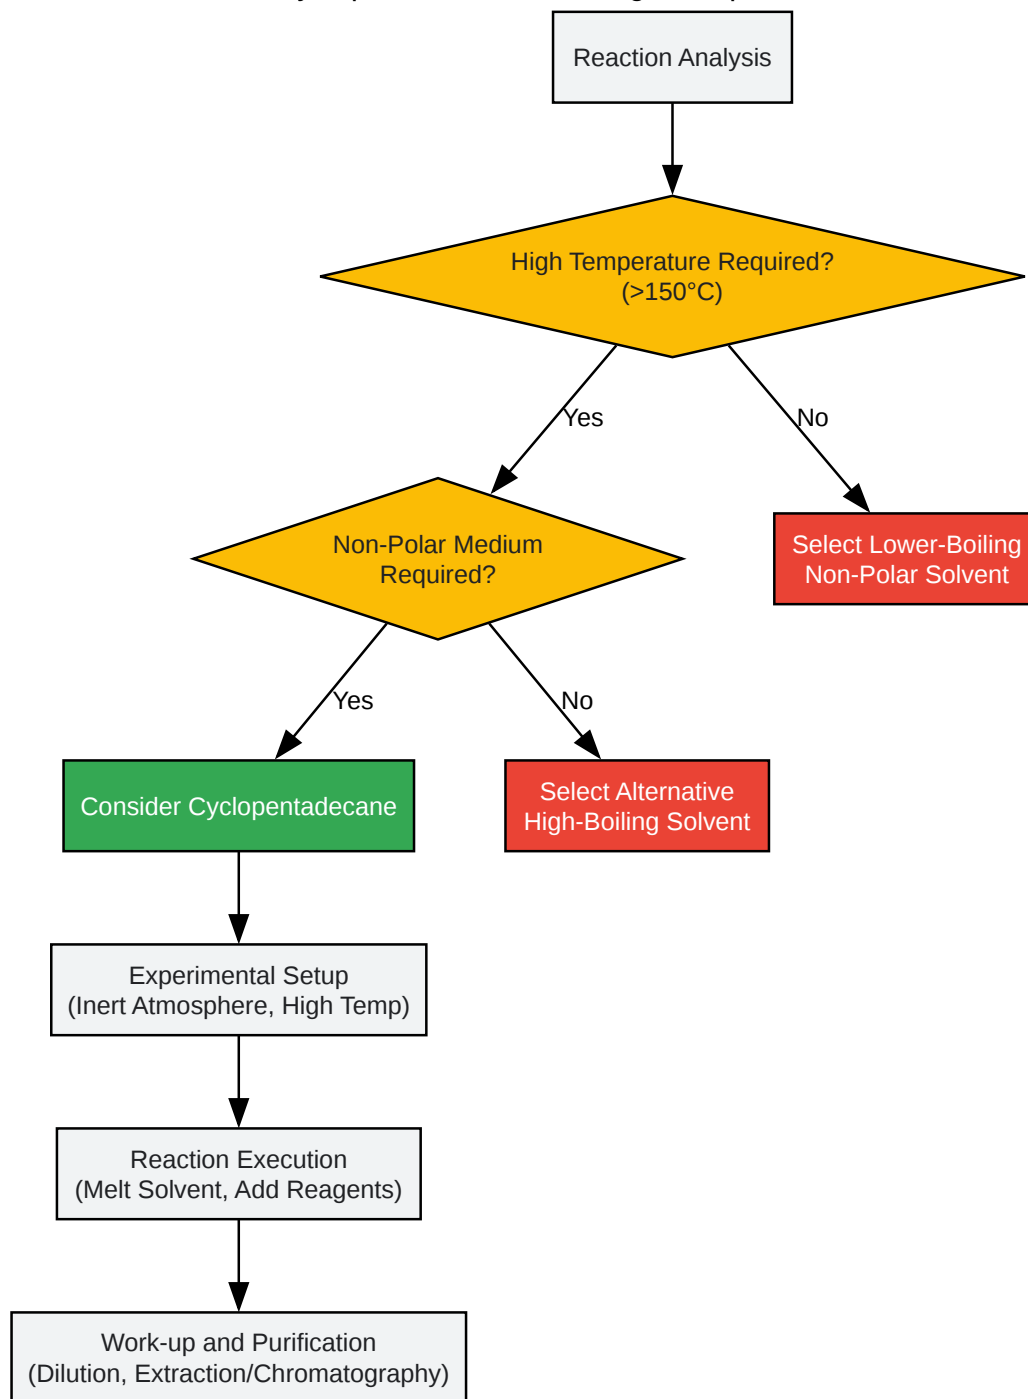 Reaction Analysis
High Temperature Required?
(>150°C)
Yes
No
Non-Polar Medium
Required?
Select Lower-Boiling
Non-Polar Solvent
Yes
No
Consider Cyclopentadecane
Select Alternative
High-Boiling Solvent
Experimental Setup
(Inert Atmosphere, High Temp)
Reaction Execution
(Melt Solvent, Add Reagents)
Work-up and Purification
(Dilution, Extraction/Chromatography)